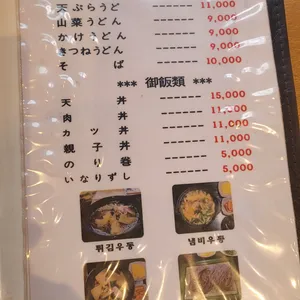 天ぷらうどん ------ 11,000
山菜うどん ------ 9,000
かけうどん ------ 9,000
きつねうどん ------ 9,000
そば ------ 10,000
*** 御飯類 ***
天丼 ------ 15,000
肉丼 ------ 11,000
カツ丼 ------ 11,000
親子丼 ------ 11,000
のり巻 ------ 5,000
いなりずし ------ 5,000
튀김우동 냄비우동